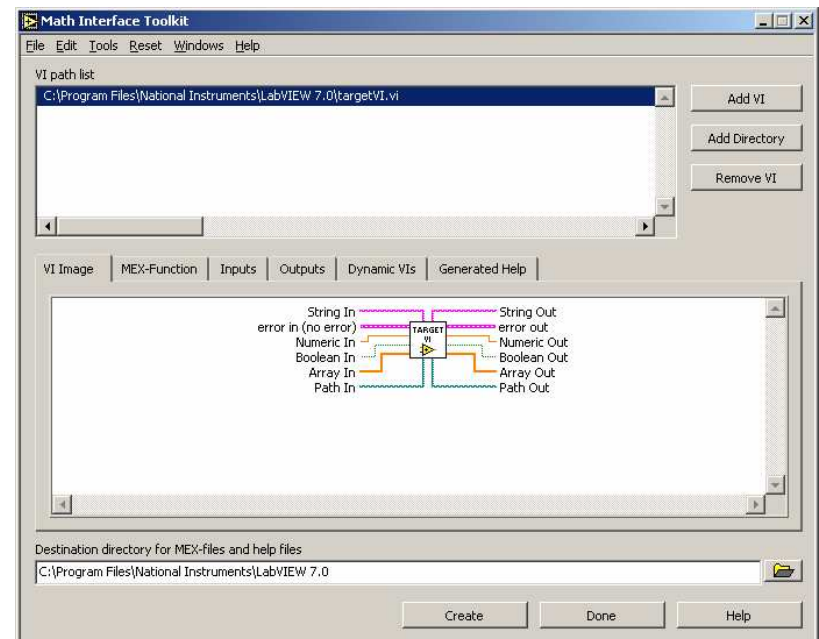 Math Interface Toolkit
File Edit Tools Reset Windows Help
VI path list
C:\Program Files\National Instruments\LabVIEW 7.0\targetVI.vi
Add VI
Add Directory
Remove VI
VI Image MEX-Function Inputs Outputs Dynamic VIs Generated Help
String In String Out
error in (no error) error out
Numeric In Numeric Out
Boolean In Boolean Out
Array In Array Out
Path In Path Out
TARGET
VI
Destination directory for MEX-files and help files
C:\Program Files\National Instruments\LabVIEW 7.0
Create Done Help